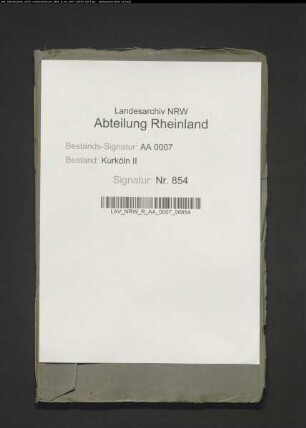 Landesarchiv NRW
Abteilung Rheinland
Bestands-Signatur: AA 0007
Bestand: Kurköln II
Signatur: Nr. 854
LAV_NRW_R_AA_0007_00854